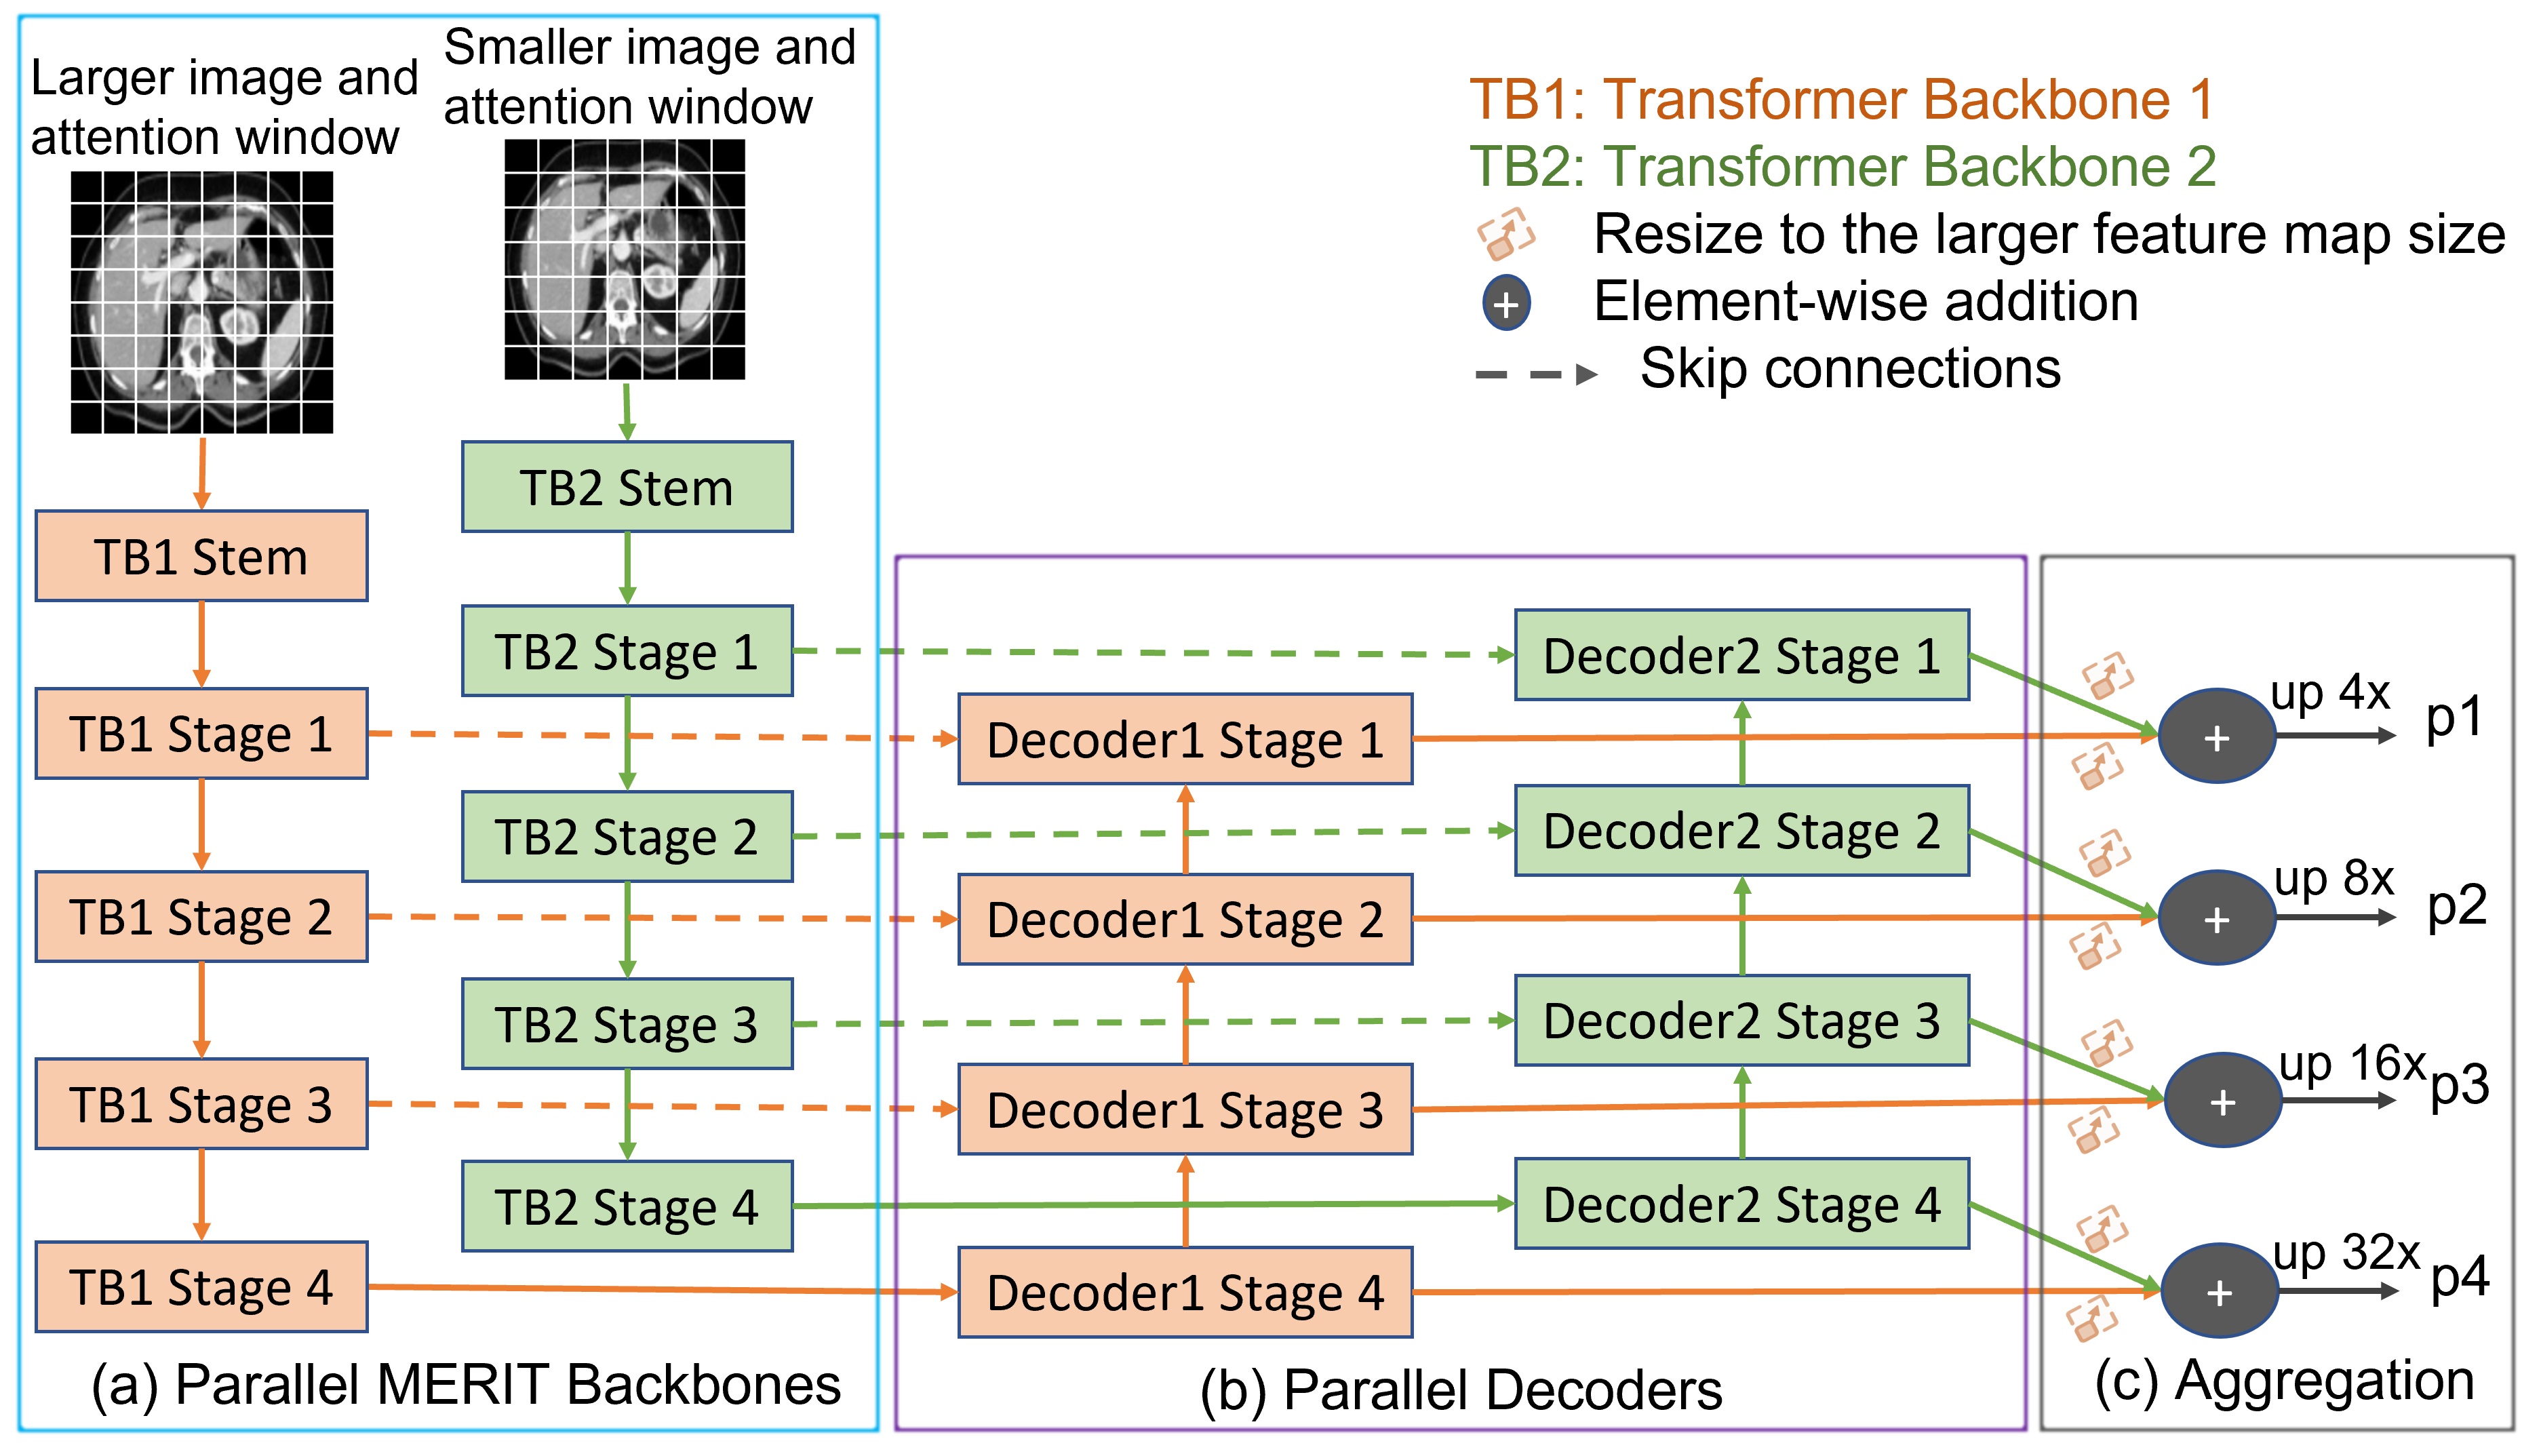 Larger image and
attention window
Smaller image and
attention window
TB1: Transformer Backbone 1
TB2: Transformer Backbone 2
Resize to the larger feature map size
+ Element-wise addition
Skip connections
TB1 Stem
TB1 Stage 1
TB1 Stage 2
TB1 Stage 3
TB1 Stage 4
TB2 Stem
TB2 Stage 1
TB2 Stage 2
TB2 Stage 3
TB2 Stage 4
(a) Parallel MERIT Backbones
Decoder1 Stage 1
Decoder1 Stage 2
Decoder1 Stage 3
Decoder1 Stage 4
Decoder2 Stage 1
Decoder2 Stage 2
Decoder2 Stage 3
Decoder2 Stage 4
(b) Parallel Decoders
+ up 4x p1
+ up 8x p2
+ up 16x p3
+ up 32x p4
(c) Aggregation